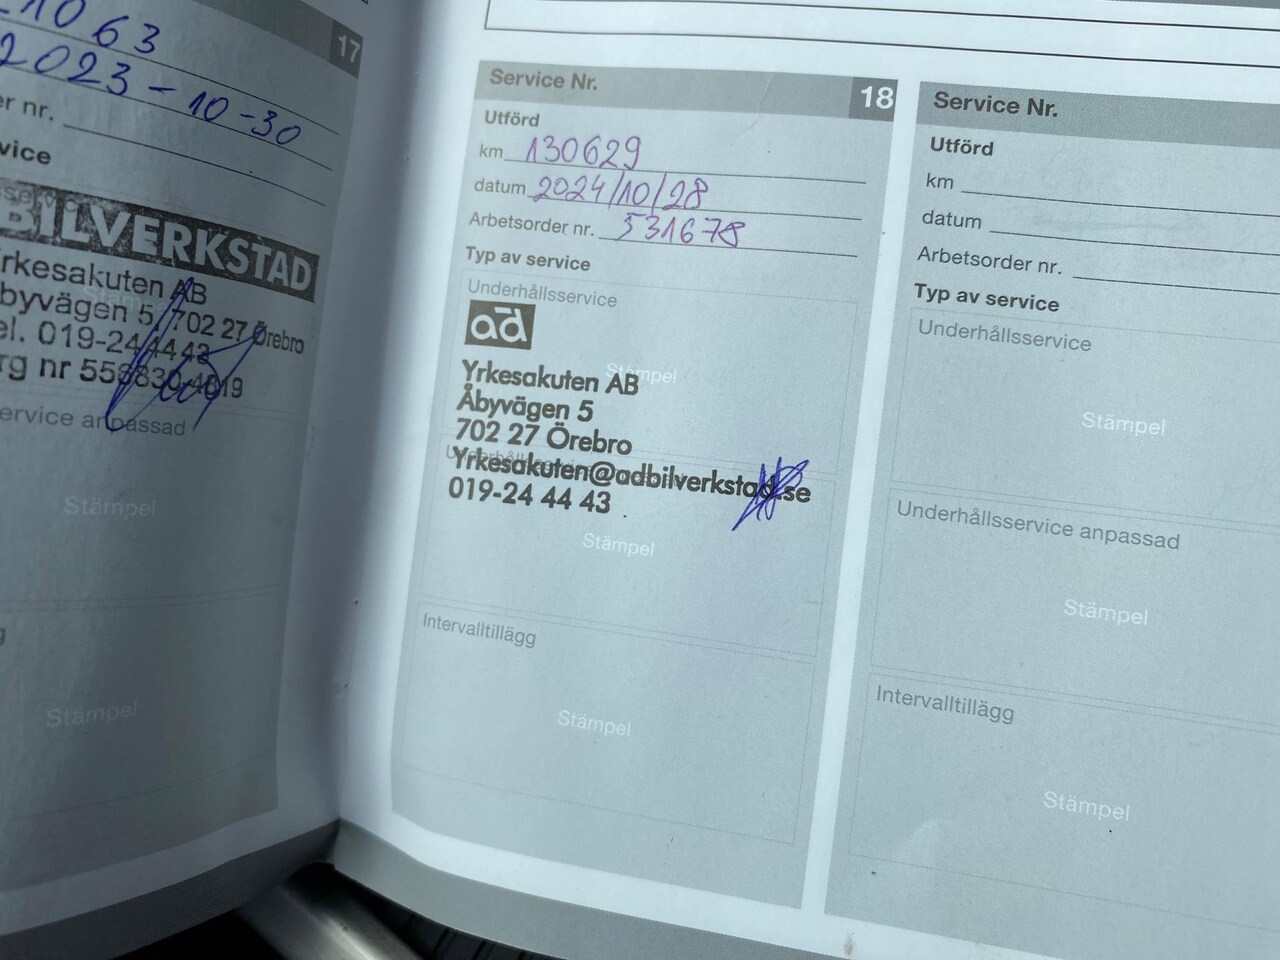 17
1063
2023-10-30
er nr.
vice
BILVERKSTAD
rkesakuten AB
byvägen 5, 702 27 Örebro
el. 019-244443
rg nr 556830-4019
ervice anpassad
Stämpel
g
Stämpel
Service Nr. 18
Utförd
km 130629
datum 2024/10/28
Arbetsorder nr. 531678
Typ av service
Underhållsservice
ad
Stämpel
Yrkesakuten AB
Åbyvägen 5
702 27 Örebro
Yrkesakuten@adbilverkstad.se
019-24 44 43
Stämpel
Intervalltillägg
Stämpel
Service Nr.
Utförd
km
datum
Arbetsorder nr.
Typ av service
Underhållsservice
Stämpel
Underhållsservice anpassad
Stämpel
Intervalltillägg
Stämpel